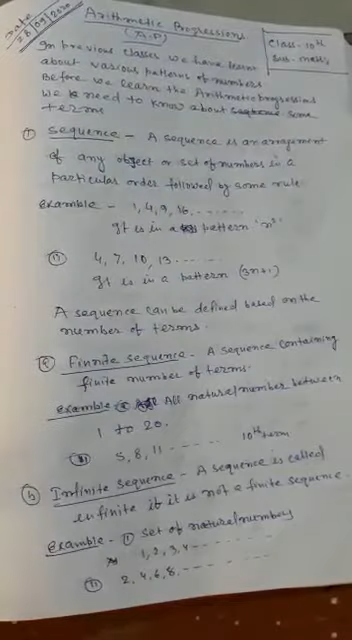 Date
26/09/2020
Arithmetic Progressions
(A.P)
Class-10th
Sub. maths
In previous classes we have learn
about various patterns of numbers
Before we learn the Arithmetic progressions
we need to know about some
terms
① Sequence - A sequence is an arrangement
of any object or set of numbers in a
particular order followed by some rule.
Example - 1, 4, 9, 16.......
It is in a pattern 'n²'
ⓘⓘ 4, 7, 10, 13......
It is in a pattern (3n+1)
A sequence can be defined based on the
number of terms.
ⓐ Finnite sequence - A sequence containing
finite number of terms.
Example - All natural number between
1 to 20.
ⓘⓘ 5, 8, 11 ...... 10th term
ⓑ Infinite sequence - A sequence is called
infinite if it is not a finite sequence.
Example - ⓘ Set of natural numbers
1, 2, 3, 4 --------
ⓘⓘ 2, 4, 6, 8, --------